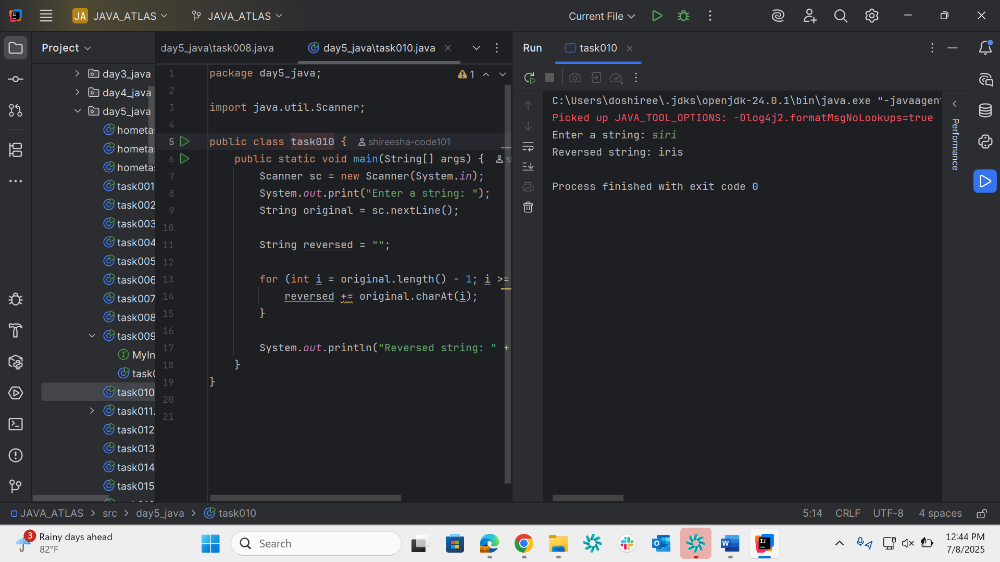 JA JAVA_ATLAS JAVA_ATLAS Current File
Project
day3_java
day4_java
day5_java
hometas
hometas
hometas
task001
task002
task003
task004
task005
task006
task007
task008
task009
MyIn
task0
task010
task011.
task012
task013
task014
task015
day5_java\task008.java day5_java\task010.java
1 package day5_java; 1
2
3 import java.util.Scanner;
4
5 public class task010 { shireesha-code101
6 public static void main(String[] args) { s
7 Scanner sc = new Scanner(System.in);
8 System.out.print("Enter a string: ");
9 String original = sc.nextLine();
10
11 String reversed = "";
12
13 for (int i = original.length() - 1; i >=
14 reversed += original.charAt(i);
15 }
16
17 System.out.println("Reversed string: " +
18 }
19 }
20
21
Run task010
C:\Users\doshiree\.jdks\openjdk-24.0.1\bin\java.exe "-javaagen
Picked up JAVA_TOOL_OPTIONS: -Dlog4j2.formatMsgNoLookups=true
Enter a string: siri
Reversed string: iris
Process finished with exit code 0
Performance
JAVA_ATLAS > src > day5_java > task010 5:14 CRLF UTF-8 4 spaces
3 Rainy days ahead
82°F
Search
12:44 PM
7/8/2025